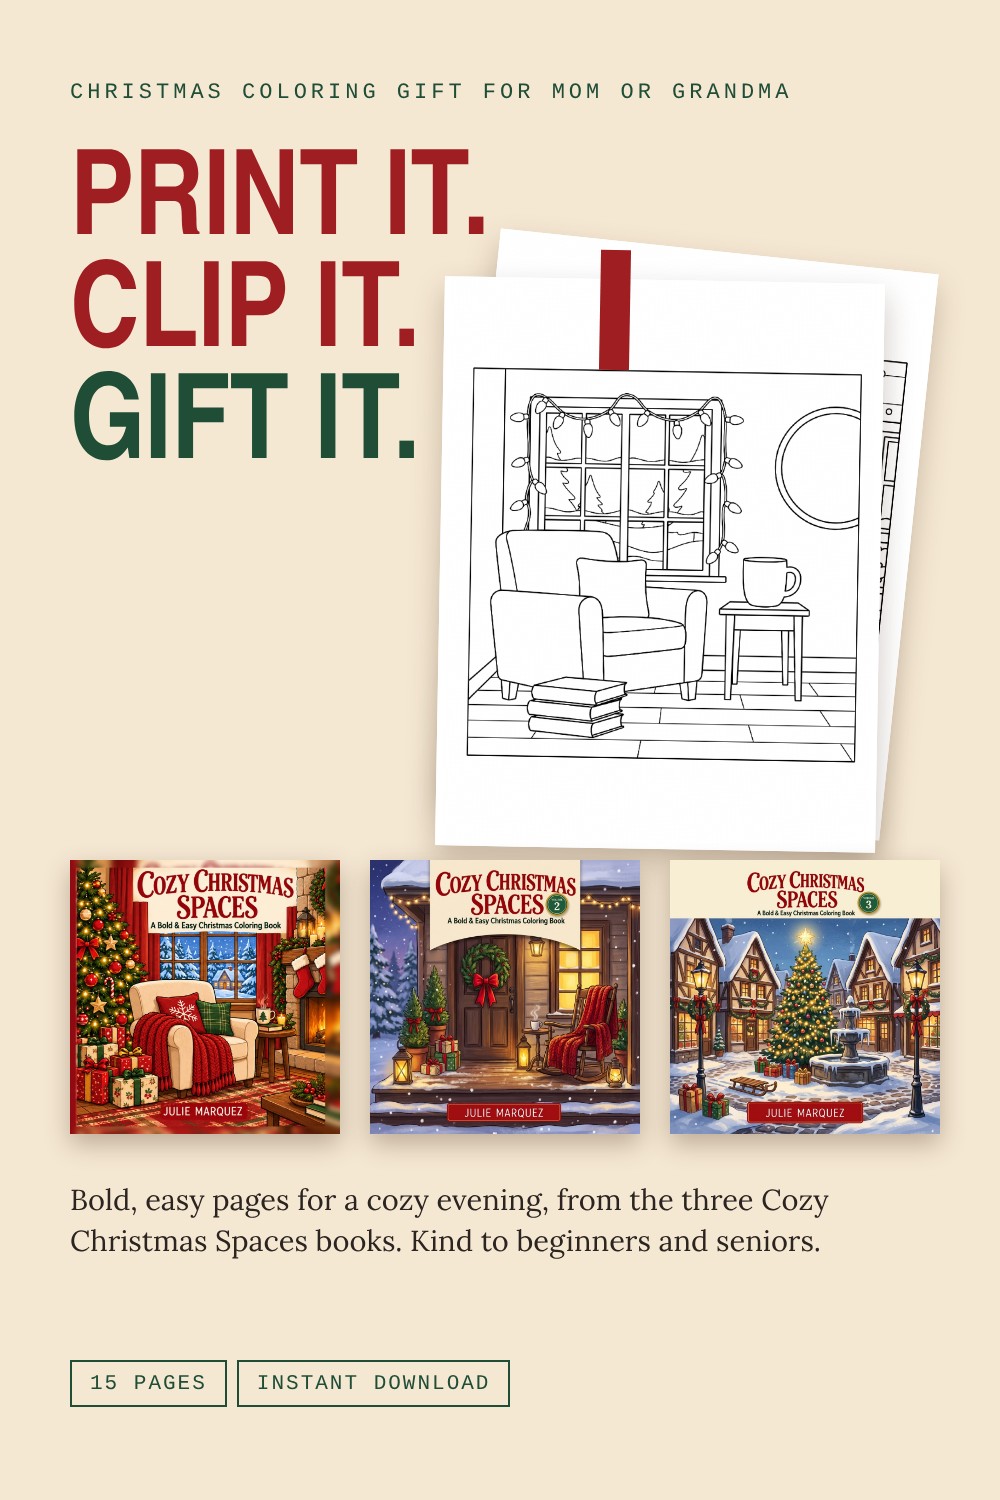 CHRISTMAS COLORING GIFT FOR MOM OR GRANDMA
PRINT IT.
CLIP IT.
GIFT IT.
COZY CHRISTMAS
SPACES
A Bold & Easy Christmas Coloring Book
JULIE MARQUEZ
COZY CHRISTMAS
SPACES
2
A Bold & Easy Christmas Coloring Book
JULIE MARQUEZ
COZY CHRISTMAS
SPACES
3
A Bold & Easy Christmas Coloring Book
JULIE MARQUEZ
Bold, easy pages for a cozy evening, from the three Cozy
Christmas Spaces books. Kind to beginners and seniors.
15 PAGES
INSTANT DOWNLOAD